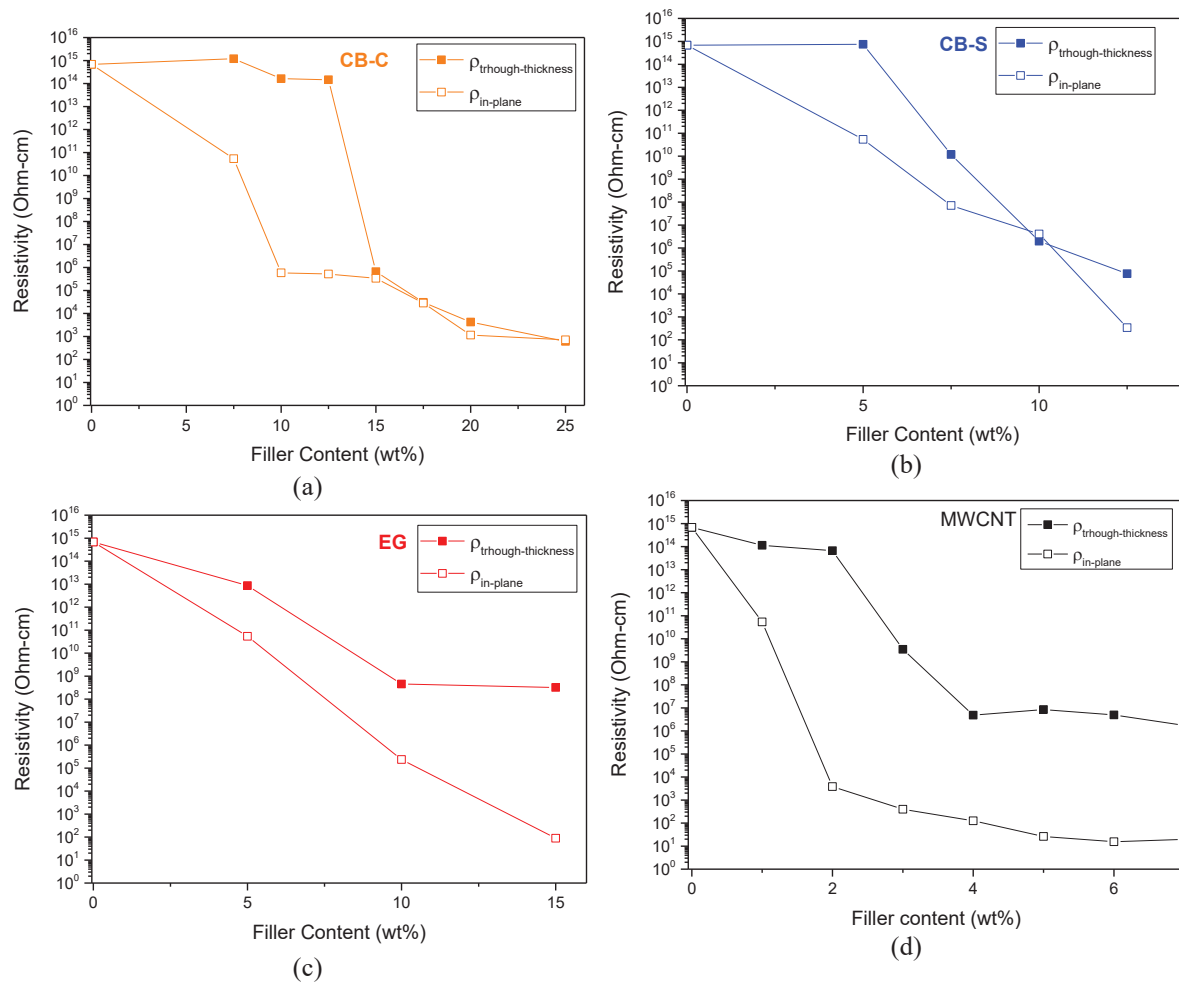 10^16
10^15
10^14
10^13
10^12
10^11
10^10
10^9
10^8
10^7
10^6
10^5
10^4
10^3
10^2
10^1
10^0
Resistivity (Ohm-cm)
CB-C
ρtrhough-thickness
ρin-plane
0 5 10 15 20 25
Filler Content (wt%)
(a)
10^16
10^15
10^14
10^13
10^12
10^11
10^10
10^9
10^8
10^7
10^6
10^5
10^4
10^3
10^2
10^1
10^0
Resistivity (Ohm-cm)
CB-S
ρtrhough-thickness
ρin-plane
0 5 10
Filler Content (wt%)
(b)
10^16
10^15
10^14
10^13
10^12
10^11
10^10
10^9
10^8
10^7
10^6
10^5
10^4
10^3
10^2
10^1
10^0
Resistivity (Ohm-cm)
EG
ρtrhough-thickness
ρin-plane
0 5 10 15
Filler Content (wt%)
(c)
10^16
10^15
10^14
10^13
10^12
10^11
10^10
10^9
10^8
10^7
10^6
10^5
10^4
10^3
10^2
10^1
10^0
Resistivity (Ohm-cm)
MWCNT
ρtrhough-thickness
ρin-plane
0 2 4 6
Filler content (wt%)
(d)